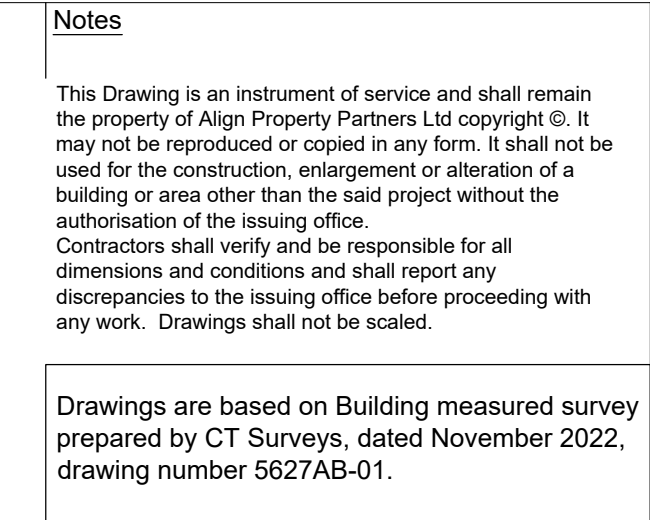 Notes
This Drawing is an instrument of service and shall remain
the property of Align Property Partners Ltd copyright ©. It
may not be reproduced or copied in any form. It shall not be
used for the construction, enlargement or alteration of a
building or area other than the said project without the
authorisation of the issuing office.
Contractors shall verify and be responsible for all
dimensions and conditions and shall report any
discrepancies to the issuing office before proceeding with
any work.  Drawings shall not be scaled.
Drawings are based on Building measured survey
prepared by CT Surveys, dated November 2022,
drawing number 5627AB-01.